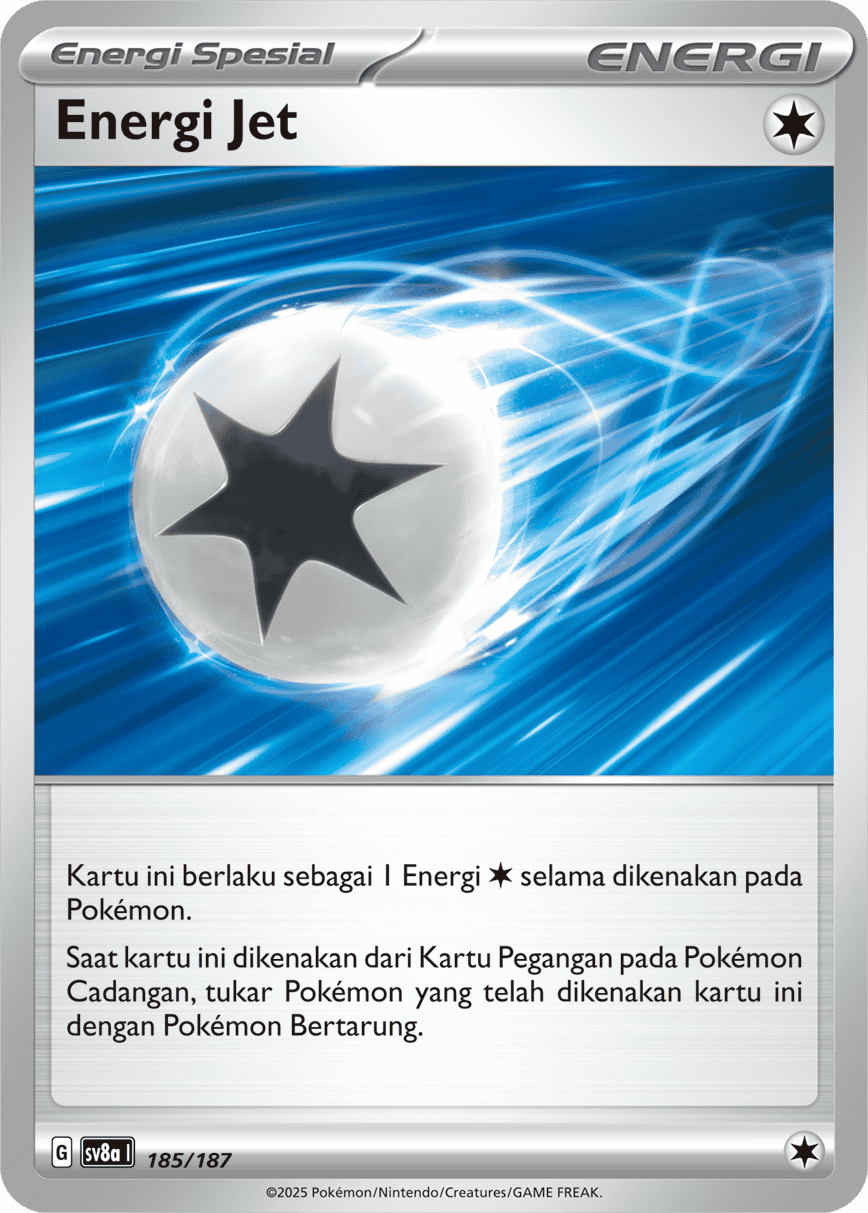 Energi Spesial
ENERGI
Energi Jet
Kartu ini berlaku sebagai 1 Energi ✶ selama dikenakan pada
Pokémon.
Saat kartu ini dikenakan dari Kartu Pegangan pada Pokémon
Cadangan, tukar Pokémon yang telah dikenakan kartu ini
dengan Pokémon Bertarung.
G sv8a I 185/187
©2025 Pokémon/Nintendo/Creatures/GAME FREAK.